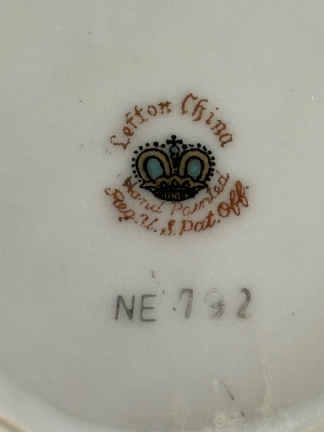 Lefton China
Hand Painted
Reg. U. S. Pat. Off.
NE 792